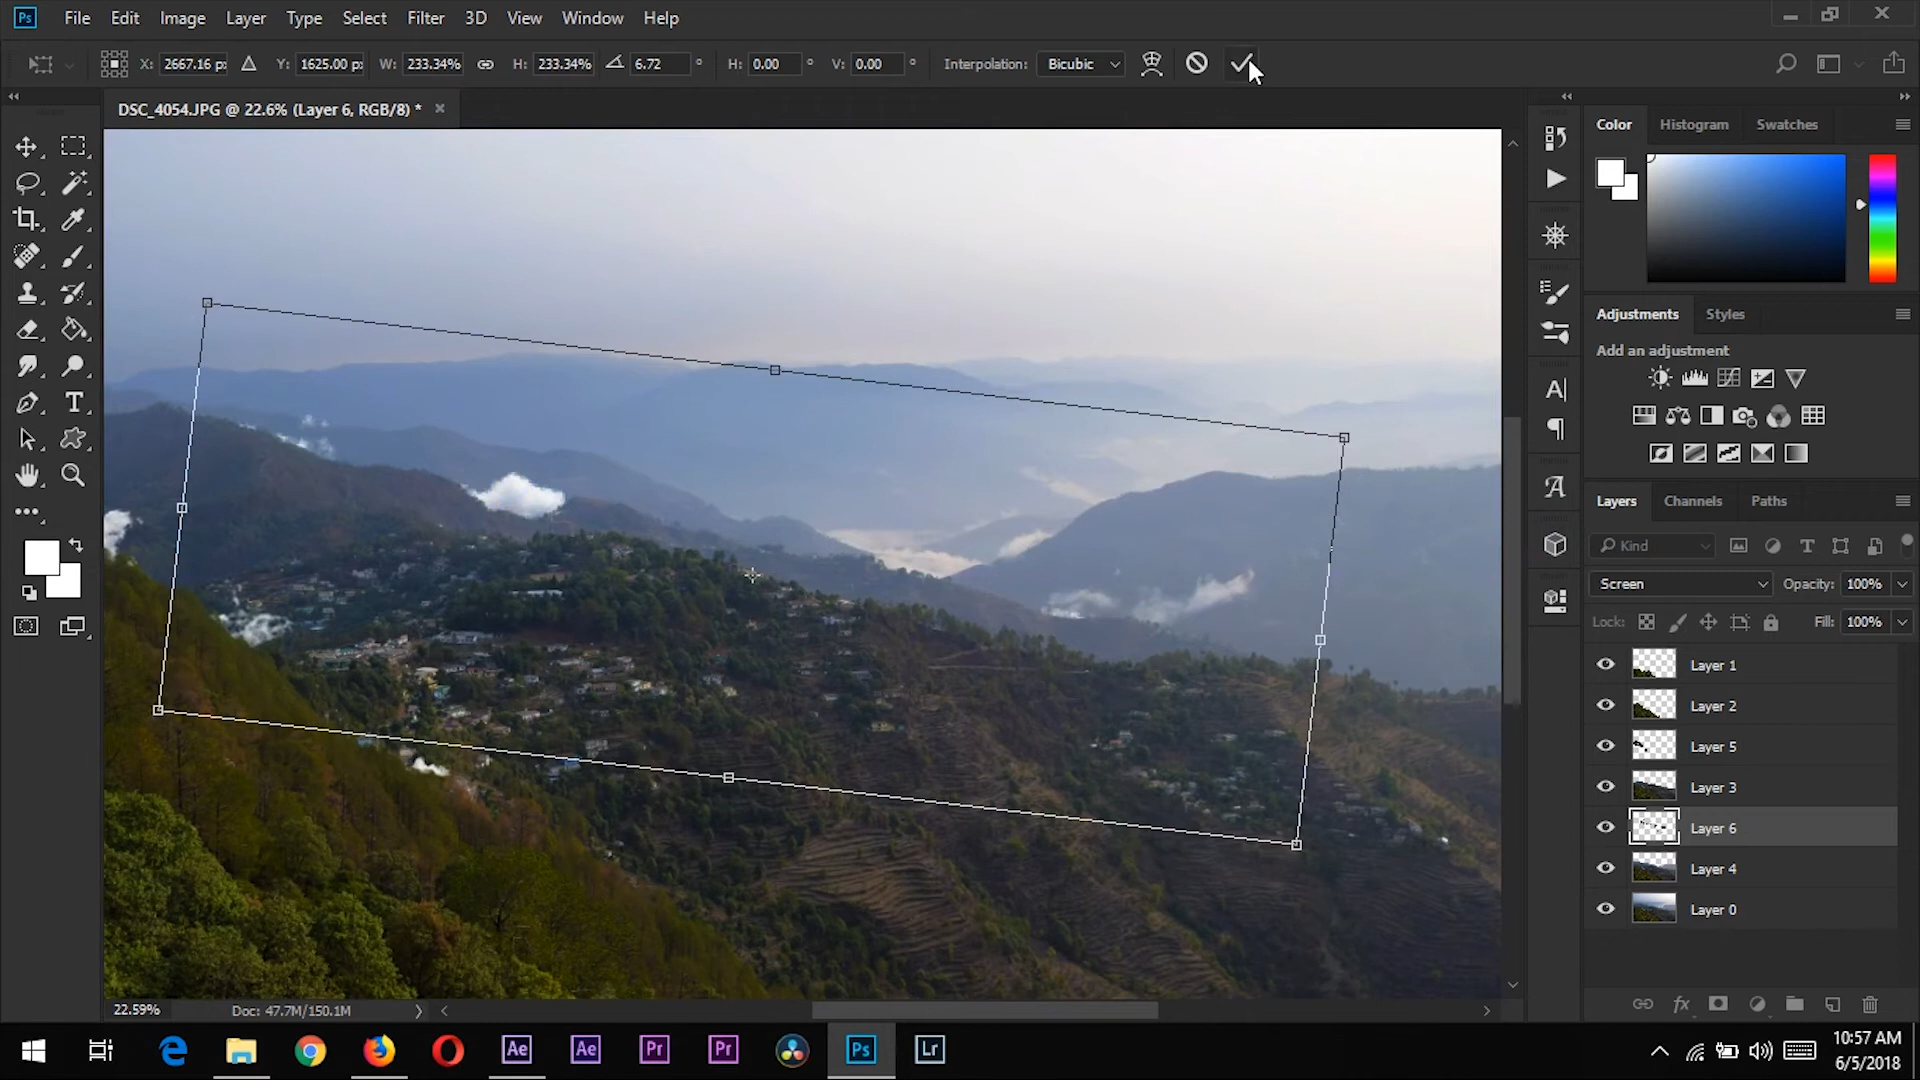 Ps File Edit Image Layer Type Select Filter 3D View Window Help
X: 2667.16 px Y: 1625.00 px W: 233.34% H: 233.34% 6.72 ° H: 0.00 ° V: 0.00 ° Interpolation: Bicubic
DSC_4054.JPG @ 22.6% (Layer 6, RGB/8) *
Color Histogram Swatches
Adjustments Styles
Add an adjustment
Layers Channels Paths
Kind
Screen Opacity: 100%
Lock: Fill: 100%
Layer 1
Layer 2
Layer 5
Layer 3
Layer 6
Layer 4
Layer 0
22.59% Doc: 47.7M/150.1M
Ae Ae Pr Pr Ps Lr
10:57 AM
6/5/2018